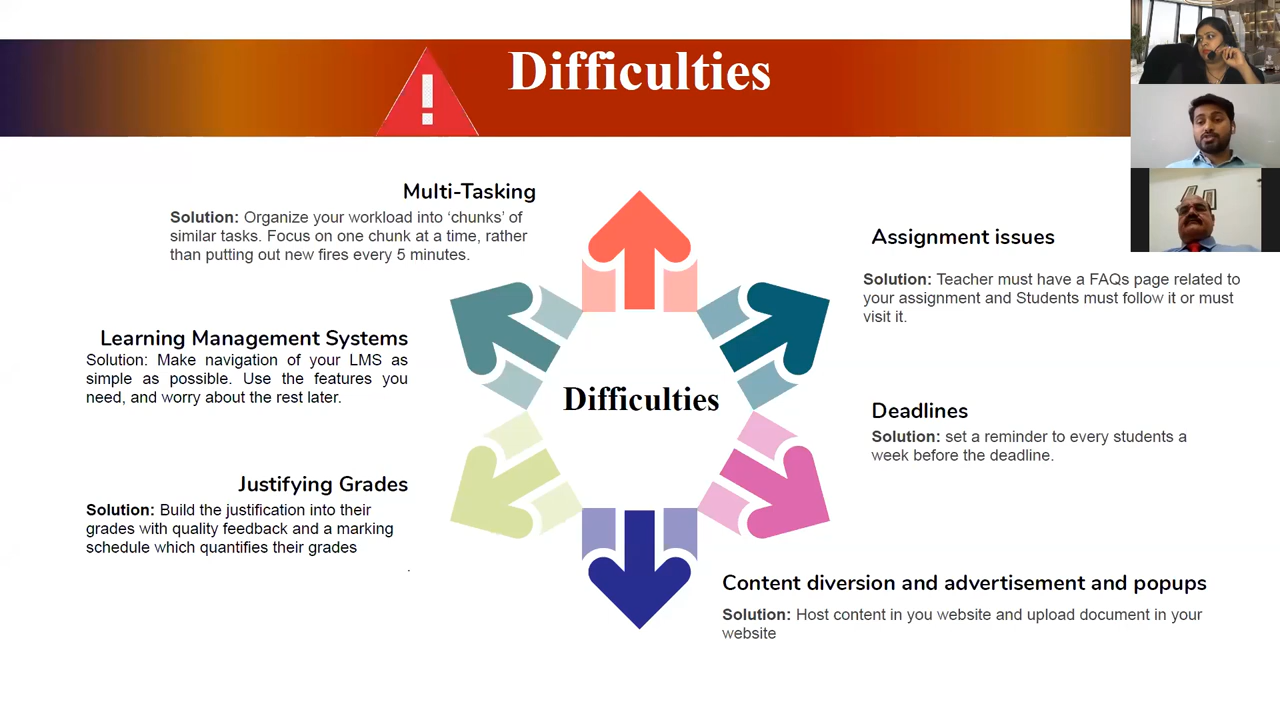 Difficulties
Multi-Tasking
Solution: Organize your workload into ‘chunks’ of
similar tasks. Focus on one chunk at a time, rather
than putting out new fires every 5 minutes.
Assignment issues
Solution: Teacher must have a FAQs page related to
your assignment and Students must follow it or must
visit it.
Learning Management Systems
Solution: Make navigation of your LMS as
simple as possible. Use the features you
need, and worry about the rest later.
Difficulties
Deadlines
Solution: set a reminder to every students a
week before the deadline.
Justifying Grades
Solution: Build the justification into their
grades with quality feedback and a marking
schedule which quantifies their grades
.
Content diversion and advertisement and popups
Solution: Host content in you website and upload document in your
website